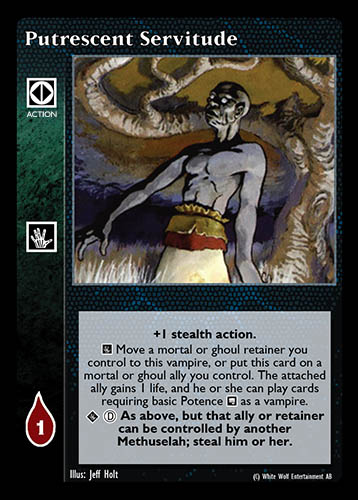 Putrescent Servitude
ACTION
+1 stealth action.
Move a mortal or ghoul retainer you
control to this vampire, or put this card on a
mortal or ghoul ally you control. The attached
ally gains 1 life, and he or she can play cards
requiring basic Potence as a vampire.
D As above, but that ally or retainer
can be controlled by another
Methuselah; steal him or her.
1
Illus: Jeff Holt
(C) White Wolf Entertainment AB